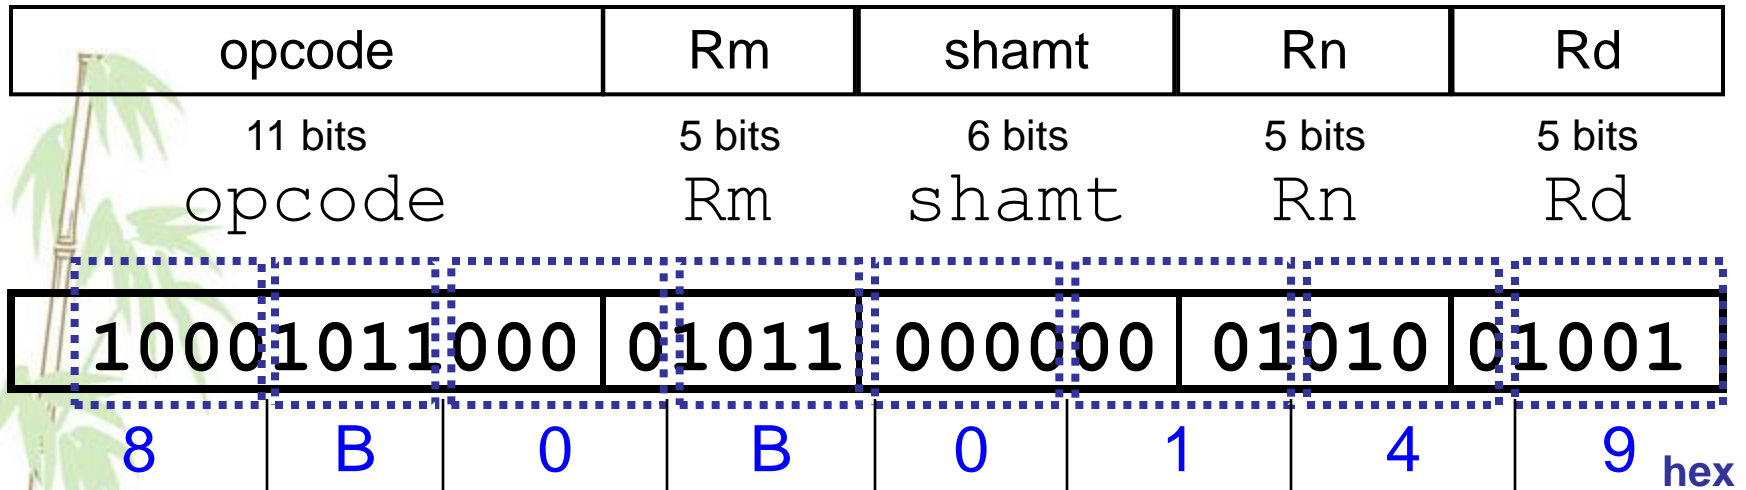 opcode Rm shamt Rn Rd
11 bits 5 bits 6 bits 5 bits 5 bits
opcode Rm shamt Rn Rd
10001011000 01011 000000 01010 01001
8 B 0 B 0 1 4 9 hex